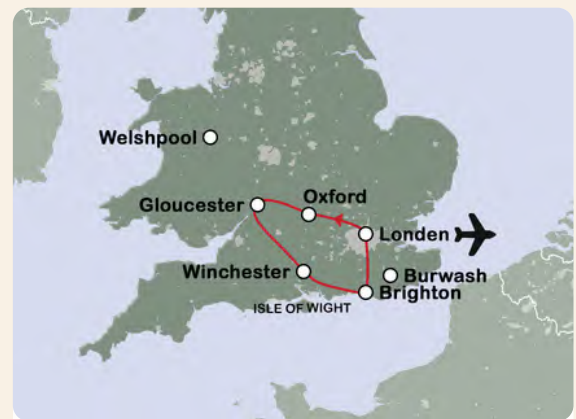 Welshpool
Oxford
Gloucester
Londen
Winchester
Burwash
Brighton
ISLE OF WIGHT